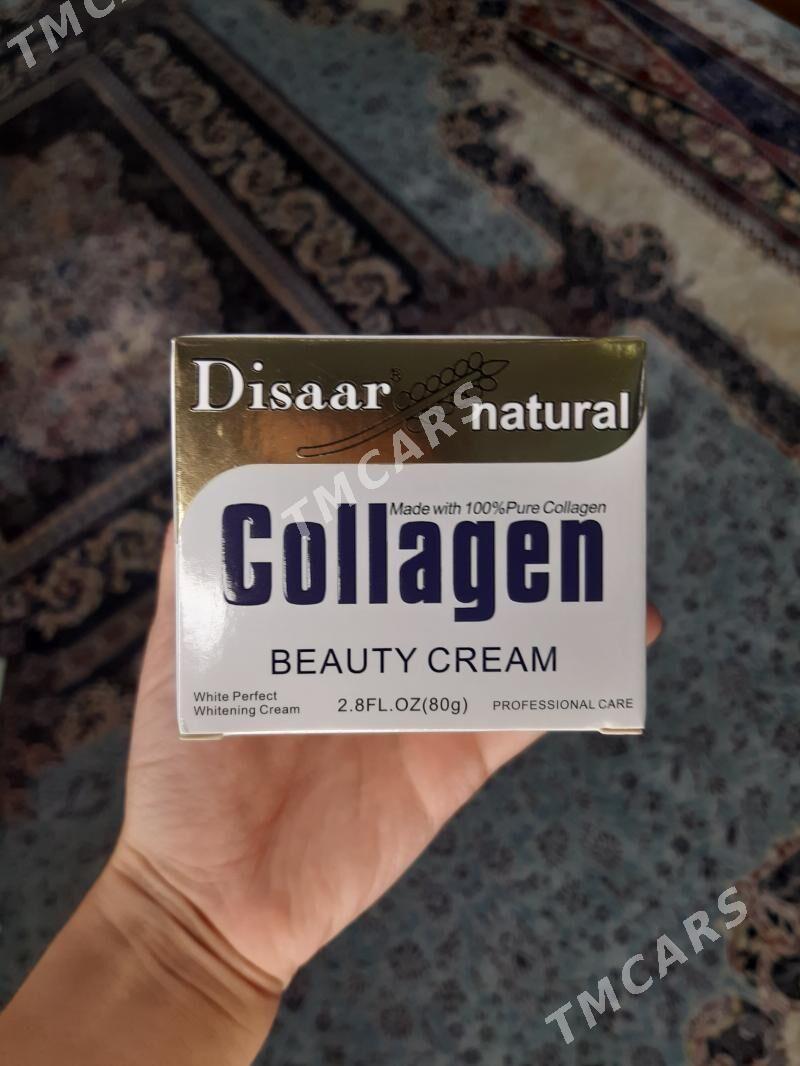 TMCARS
Disaar®
natural
TMCARS
Made with 100%Pure Collagen
Collagen
BEAUTY CREAM
White Perfect
Whitening Cream
2.8FL.OZ(80g)
PROFESSIONAL CARE
TMCARS